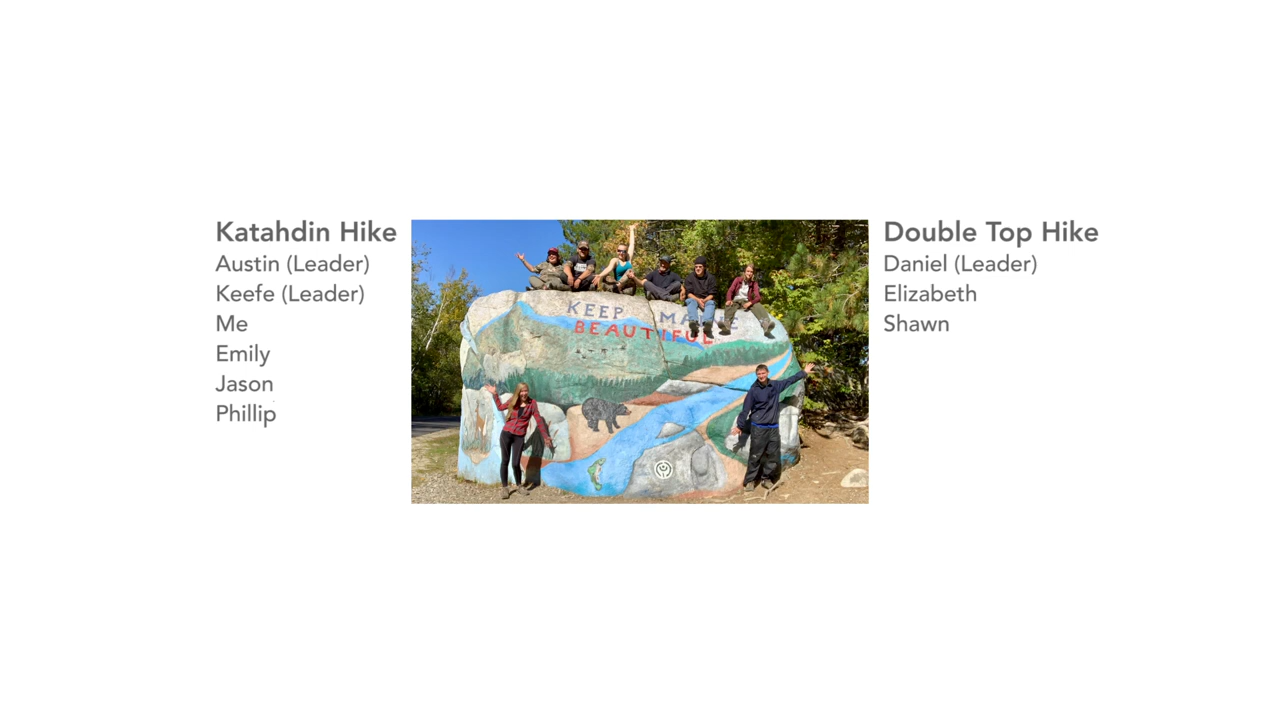 Katahdin Hike
Austin (Leader)
Keefe (Leader)
Me
Emily
Jason
Phillip
KEEP MAINE
BEAUTIFUL
Double Top Hike
Daniel (Leader)
Elizabeth
Shawn